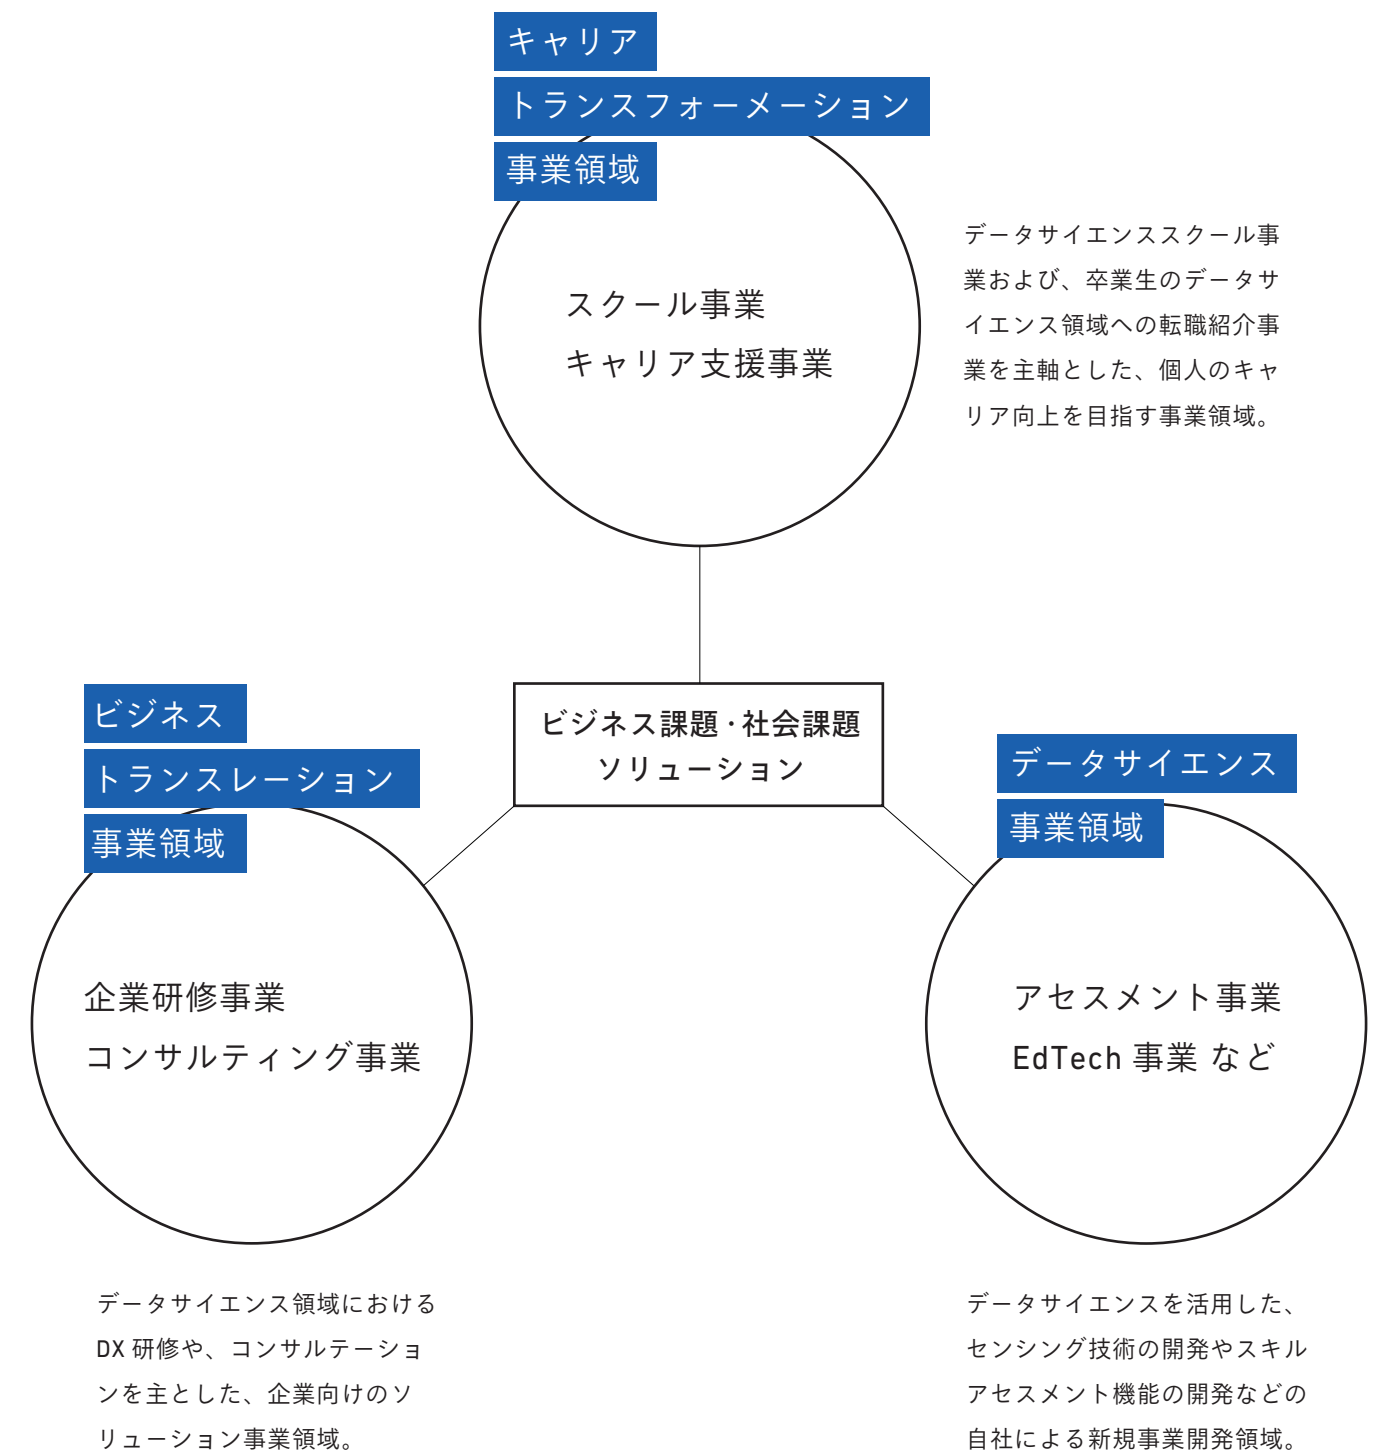 キャリア
トランスフォーメーション
事業領域
スクール事業
キャリア支援事業
データサイエンススクール事
業および、卒業生のデータサ
イエンス領域への転職紹介事
業を主軸とした、個人のキャ
リア向上を目指す事業領域。
ビジネス課題・社会課題
ソリューション
ビジネス
トランスレーション
事業領域
企業研修事業
コンサルティング事業
データサイエンス領域における
DX 研修や、コンサルテーショ
ンを主とした、企業向けのソ
リューション事業領域。
データサイエンス
事業領域
アセスメント事業
EdTech 事業 など
データサイエンスを活用した、
センシング技術の開発やスキル
アセスメント機能の開発などの
自社による新規事業開発領域。